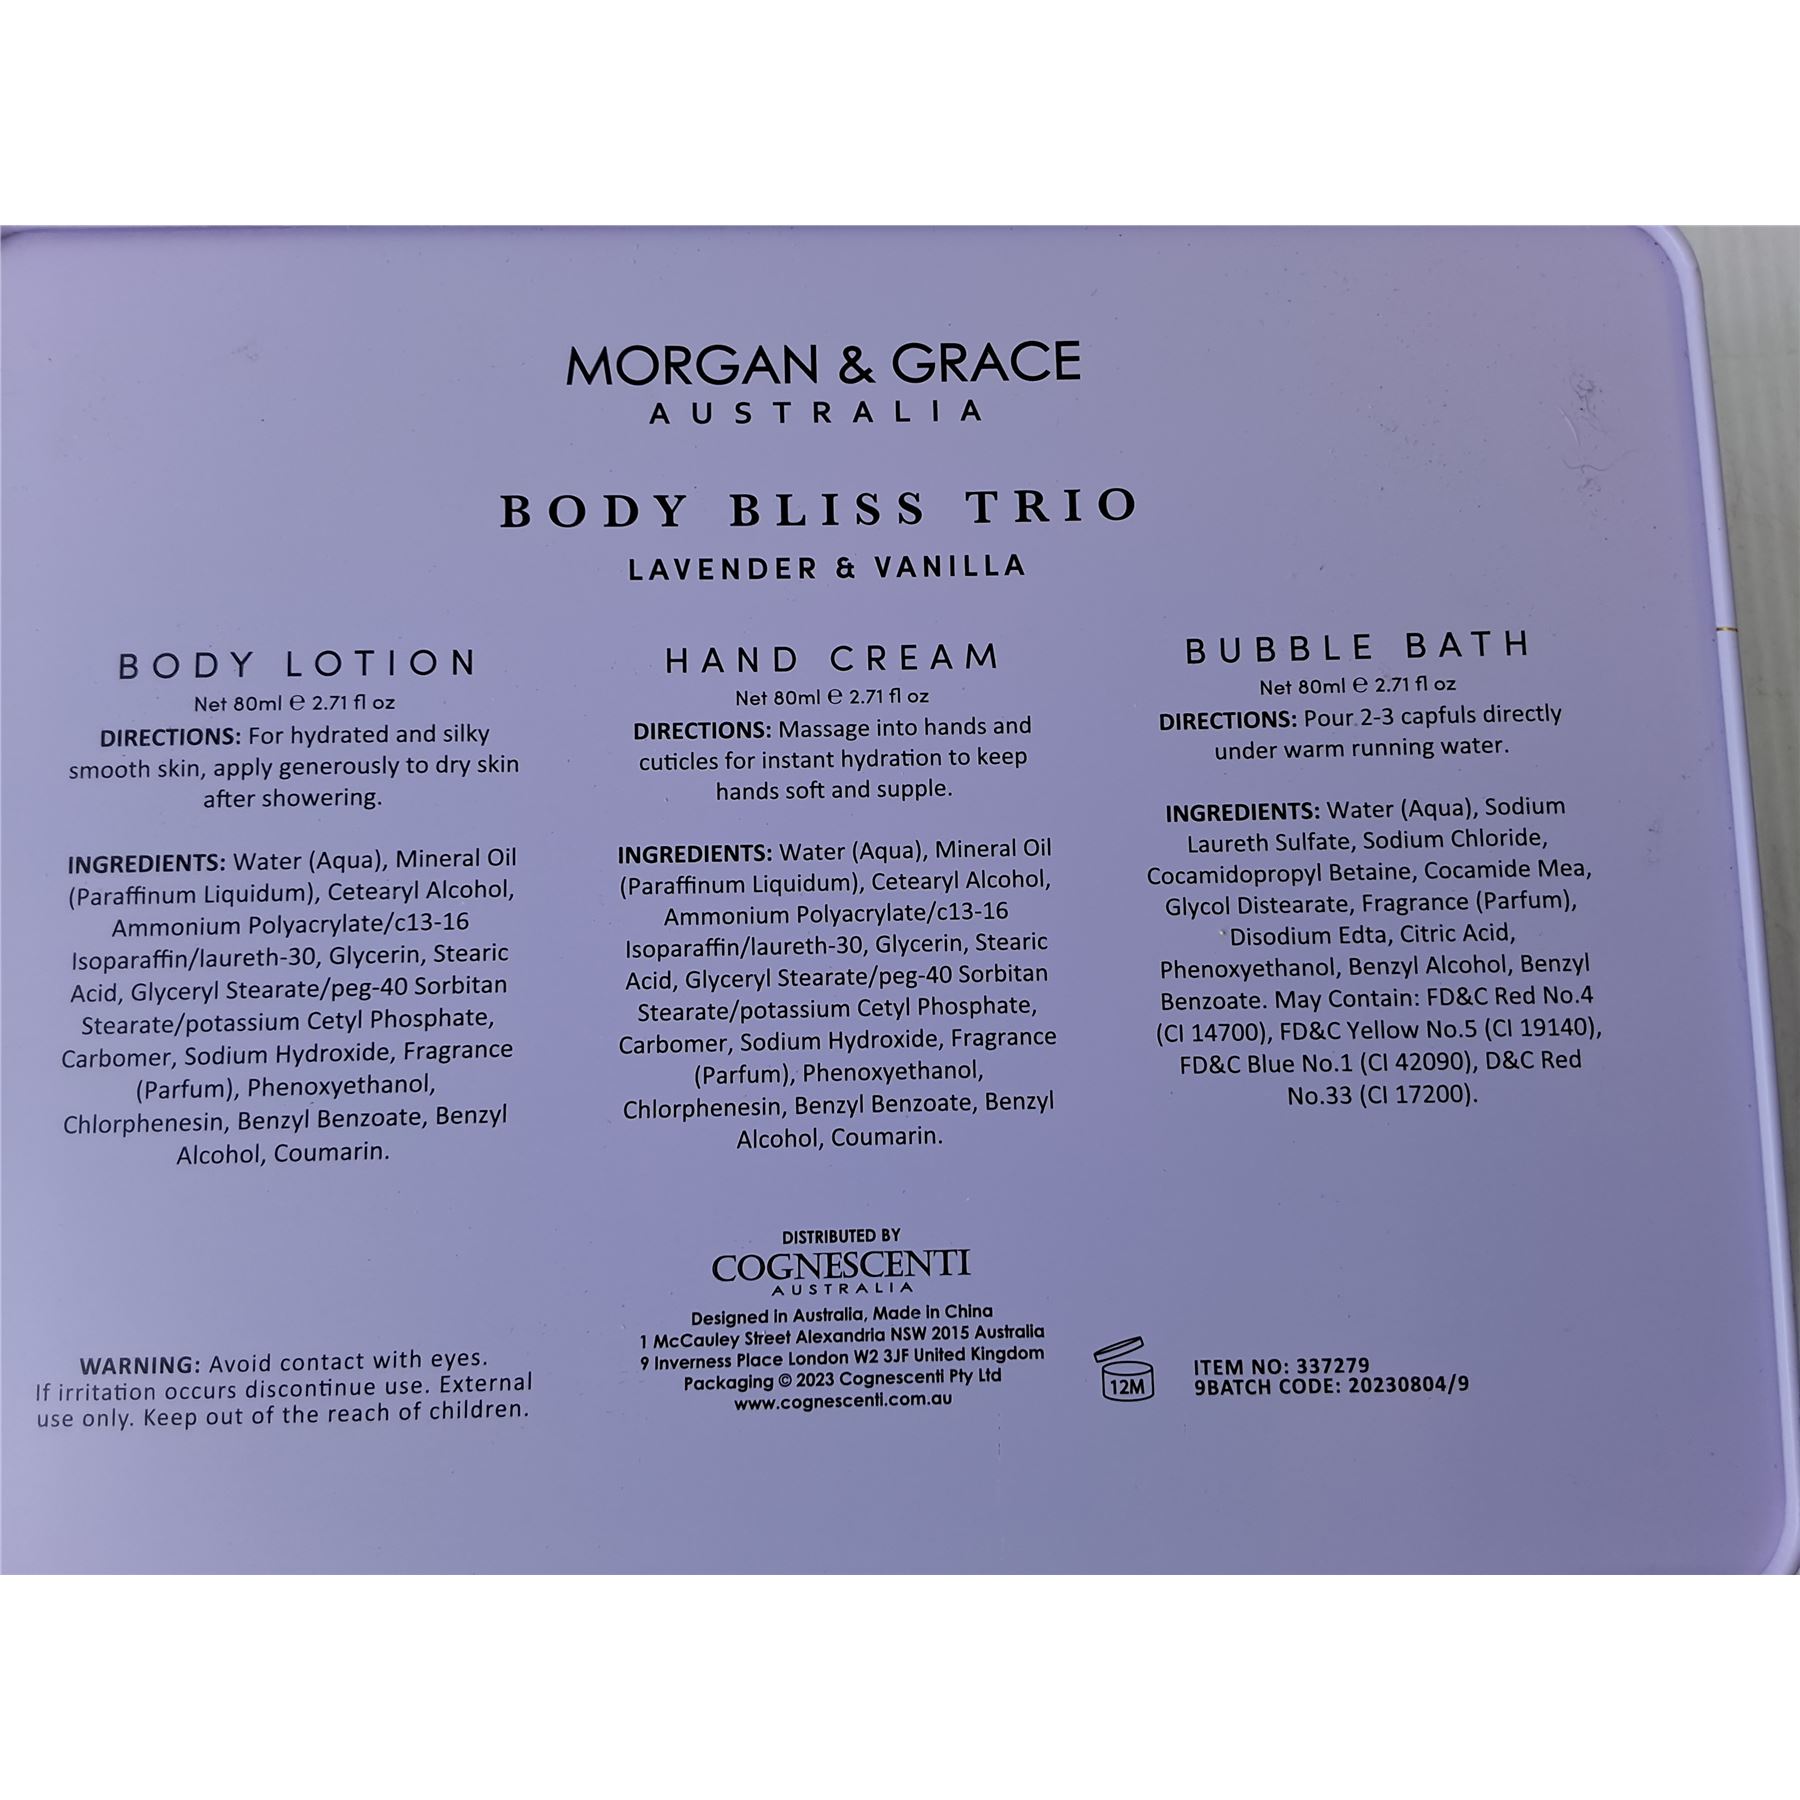 MORGAN & GRACE
AUSTRALIA
BODY BLISS TRIO
LAVENDER & VANILLA
BODY LOTION
Net 80ml ℮ 2.71 fl oz
DIRECTIONS: For hydrated and silky
smooth skin, apply generously to dry skin
after showering.
INGREDIENTS: Water (Aqua), Mineral Oil
(Paraffinum Liquidum), Cetearyl Alcohol,
Ammonium Polyacrylate/c13-16
Isoparaffin/laureth-30, Glycerin, Stearic
Acid, Glyceryl Stearate/peg-40 Sorbitan
Stearate/potassium Cetyl Phosphate,
Carbomer, Sodium Hydroxide, Fragrance
(Parfum), Phenoxyethanol,
Chlorphenesin, Benzyl Benzoate, Benzyl
Alcohol, Coumarin.
HAND CREAM
Net 80ml ℮ 2.71 fl oz
DIRECTIONS: Massage into hands and
cuticles for instant hydration to keep
hands soft and supple.
INGREDIENTS: Water (Aqua), Mineral Oil
(Paraffinum Liquidum), Cetearyl Alcohol,
Ammonium Polyacrylate/c13-16
Isoparaffin/laureth-30, Glycerin, Stearic
Acid, Glyceryl Stearate/peg-40 Sorbitan
Stearate/potassium Cetyl Phosphate,
Carbomer, Sodium Hydroxide, Fragrance
(Parfum), Phenoxyethanol,
Chlorphenesin, Benzyl Benzoate, Benzyl
Alcohol, Coumarin.
BUBBLE BATH
Net 80ml ℮ 2.71 fl oz
DIRECTIONS: Pour 2-3 capfuls directly
under warm running water.
INGREDIENTS: Water (Aqua), Sodium
Laureth Sulfate, Sodium Chloride,
Cocamidopropyl Betaine, Cocamide Mea,
Glycol Distearate, Fragrance (Parfum),
Disodium Edta, Citric Acid,
Phenoxyethanol, Benzyl Alcohol, Benzyl
Benzoate. May Contain: FD&C Red No.4
(CI 14700), FD&C Yellow No.5 (CI 19140),
FD&C Blue No.1 (CI 42090), D&C Red
No.33 (CI 17200).
WARNING: Avoid contact with eyes.
If irritation occurs discontinue use. External
use only. Keep out of the reach of children.
DISTRIBUTED BY
COGNESCENTI
AUSTRALIA
Designed in Australia, Made in China
1 McCauley Street Alexandria NSW 2015 Australia
9 Inverness Place London W2 3JF United Kingdom
Packaging © 2023 Cognescenti Pty Ltd
www.cognescenti.com.au
12M
ITEM NO: 337279
9BATCH CODE: 20230804/9